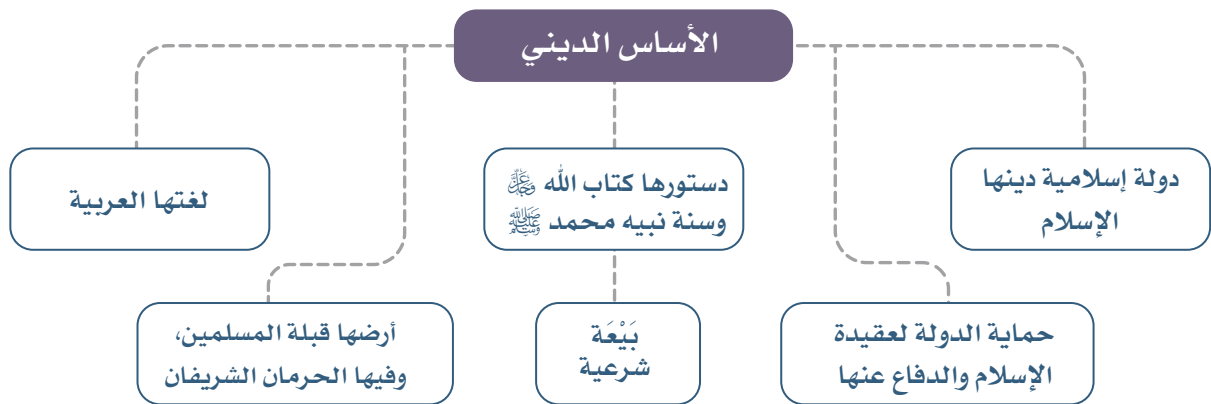 الأساس الديني
دولة إسلامية دينها
الإسلام
دستورها كتاب الله ﷻ
وسنة نبيه محمد ﷺ
لغتها العربية
حماية الدولة لعقيدة
الإسلام والدفاع عنها
بَيْعَة
شرعية
أرضها قبلة المسلمين،
وفيها الحرمان الشريفان